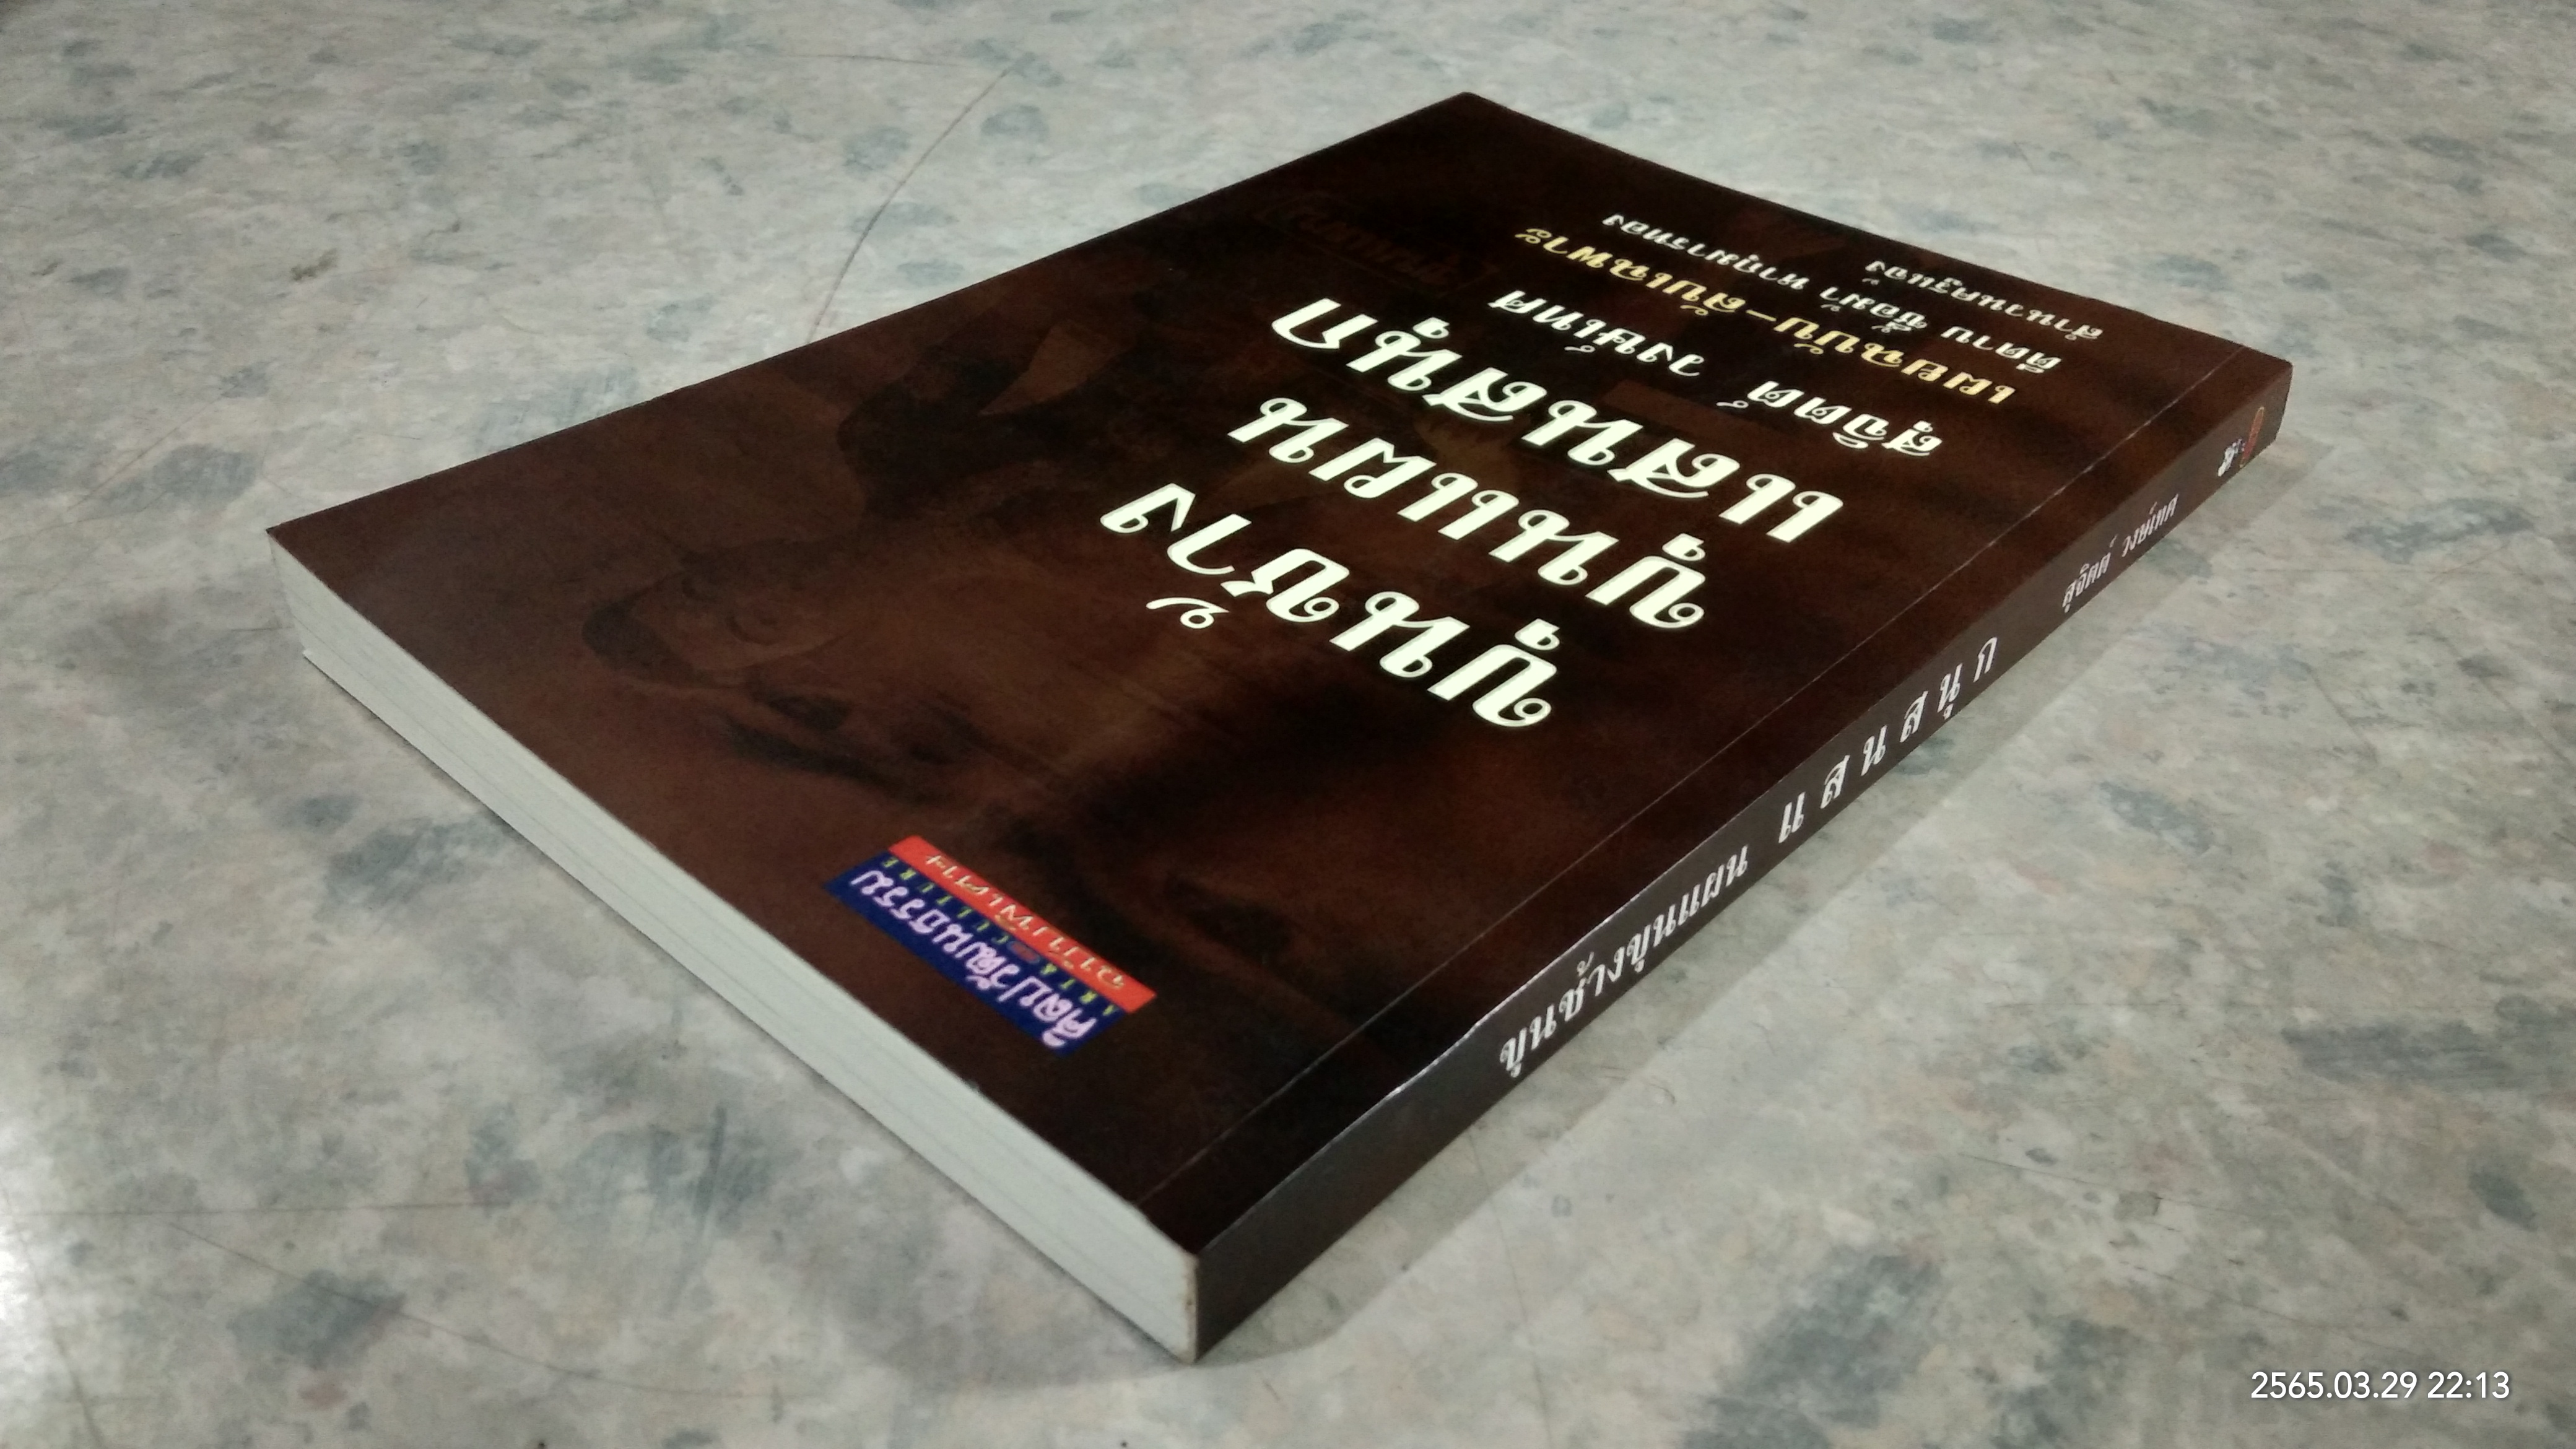 ศิลปวัฒนธรรม
ART & CULTURE
ฉบับพิเศษ
ขุนช้าง
ขุนแผน
แสนสนุก
สุจิตต์ วงษ์เทศ
ขุนช้างขุนแผน แสนสนุก สุจิตต์ วงษ์เทศ
2565.03.29 22:13